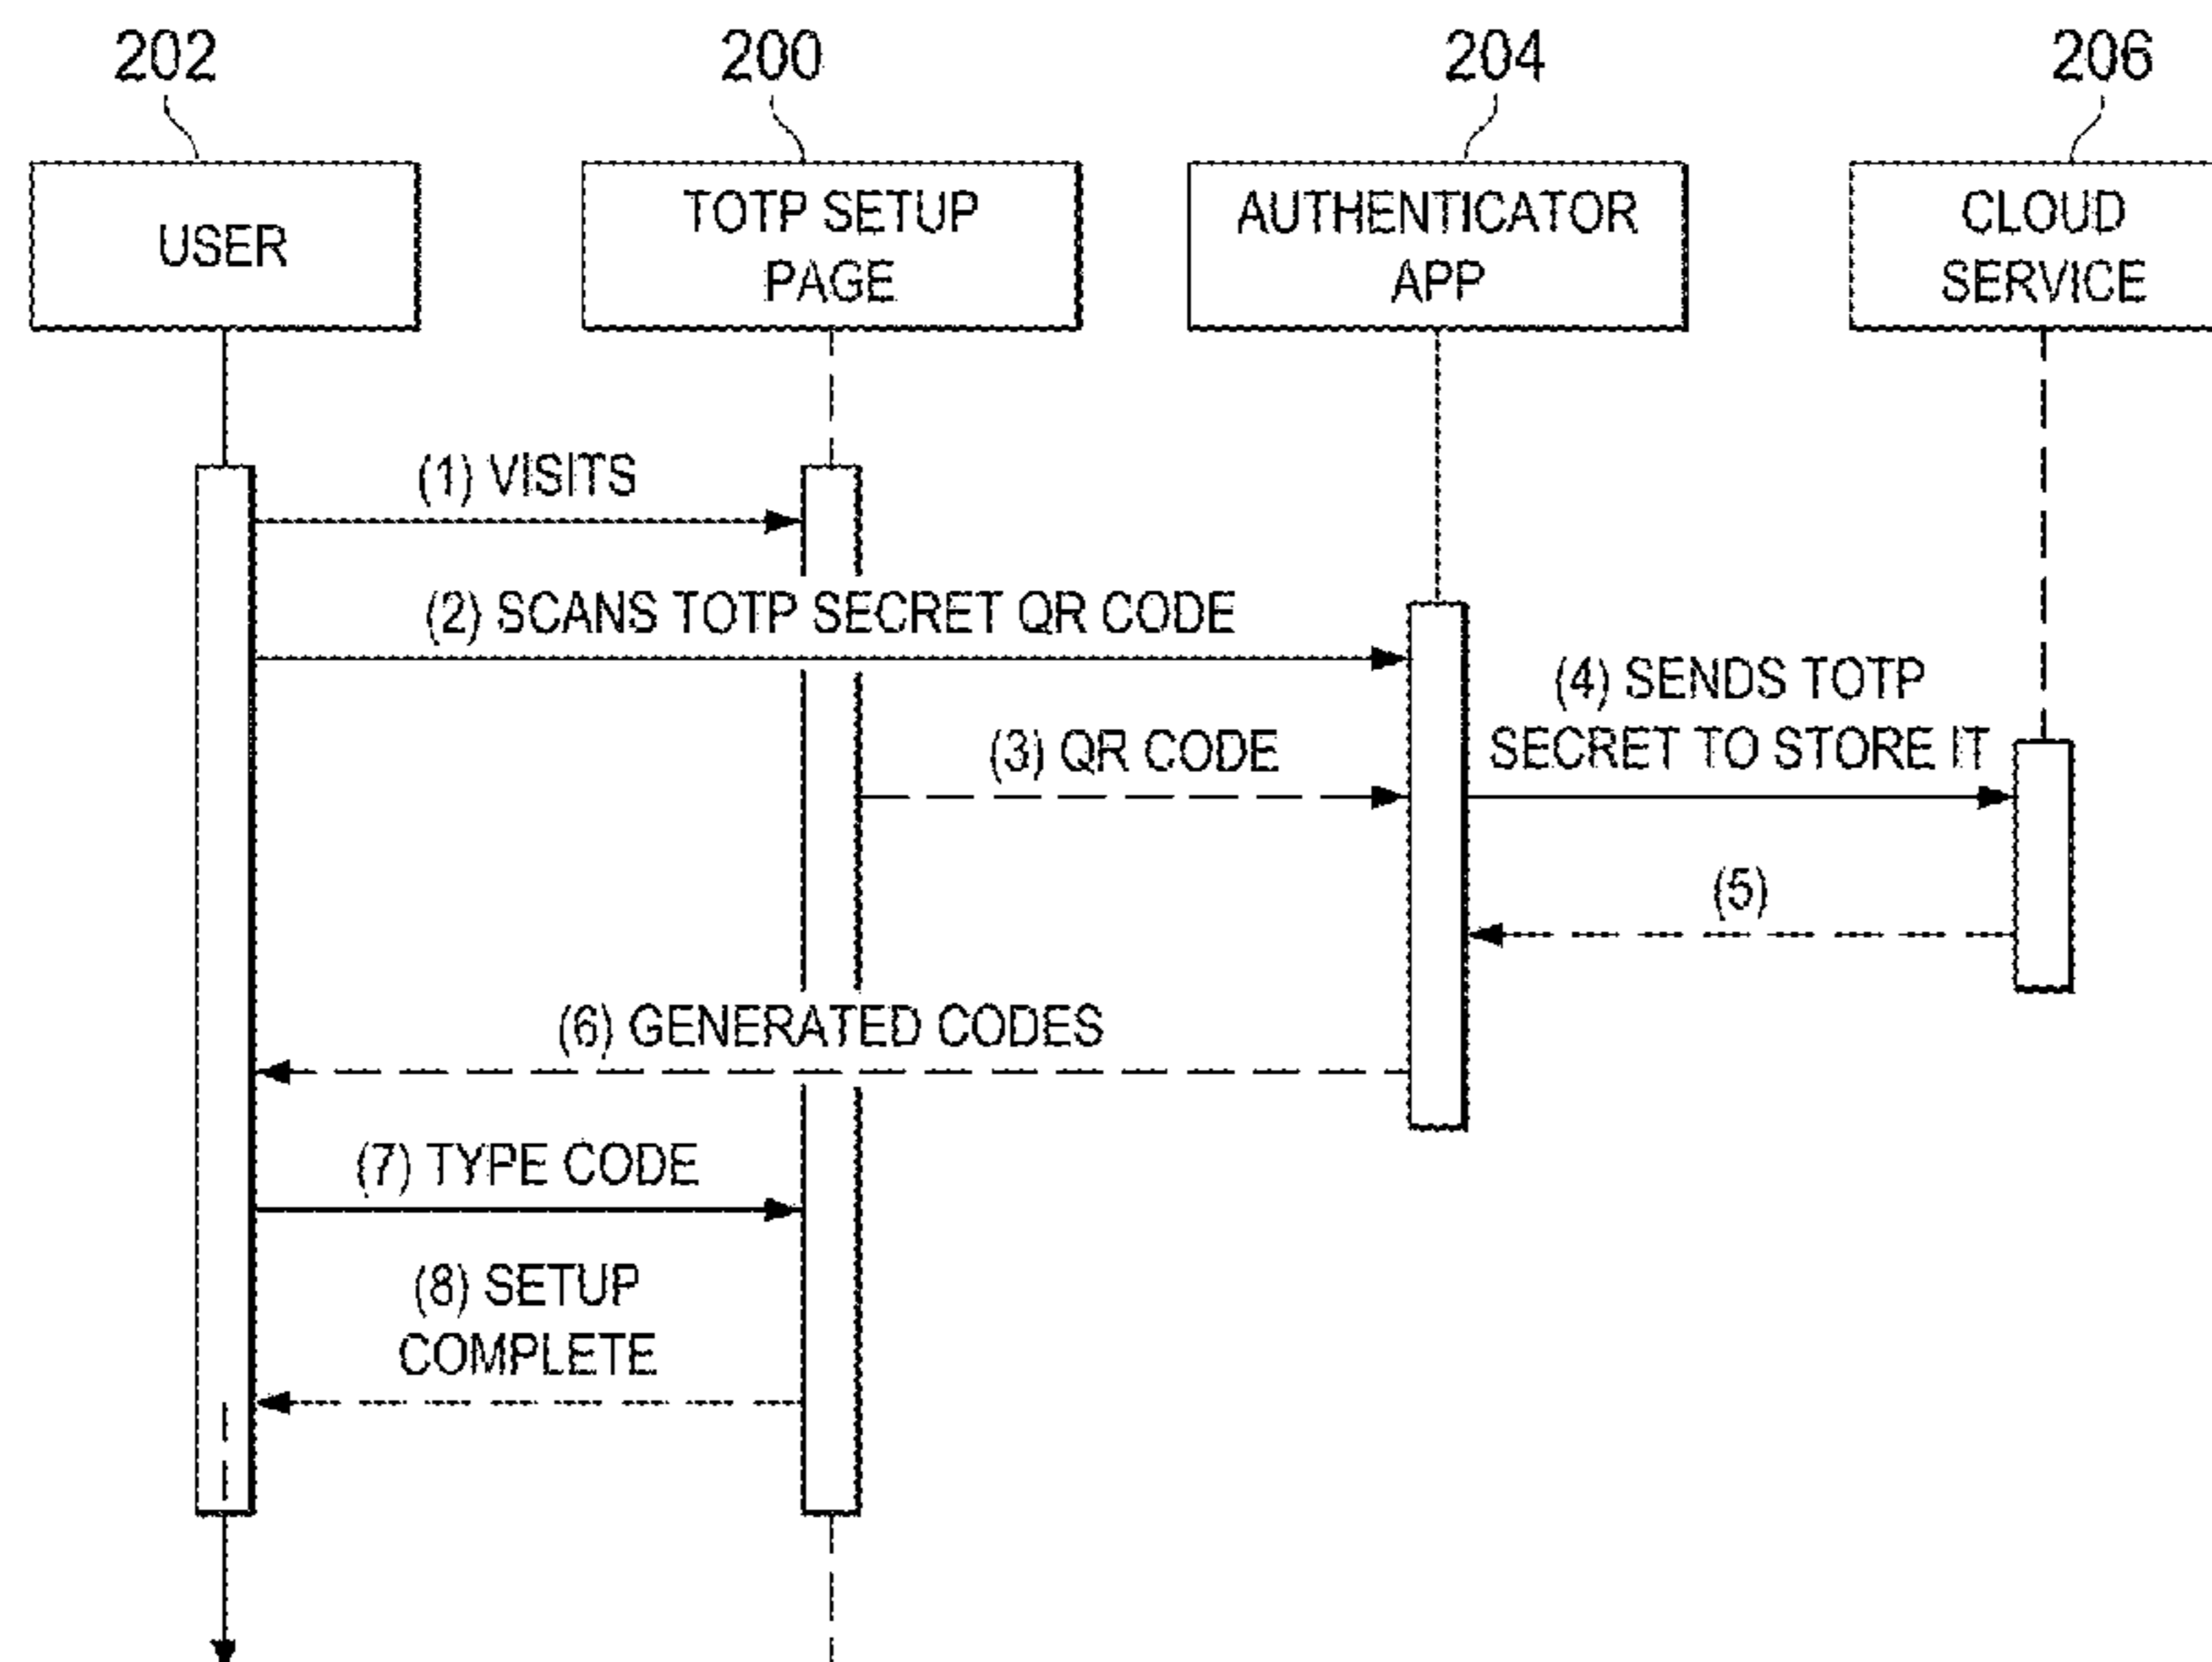 202
200
204
206
USER
TOTP SETUP
PAGE
AUTHENTICATOR
APP
CLOUD
SERVICE
(1) VISITS
(2) SCANS TOTP SECRET QR CODE
(3) QR CODE
(4) SENDS TOTP
SECRET TO STORE IT
(5)
(6) GENERATED CODES
(7) TYPE CODE
(8) SETUP
COMPLETE